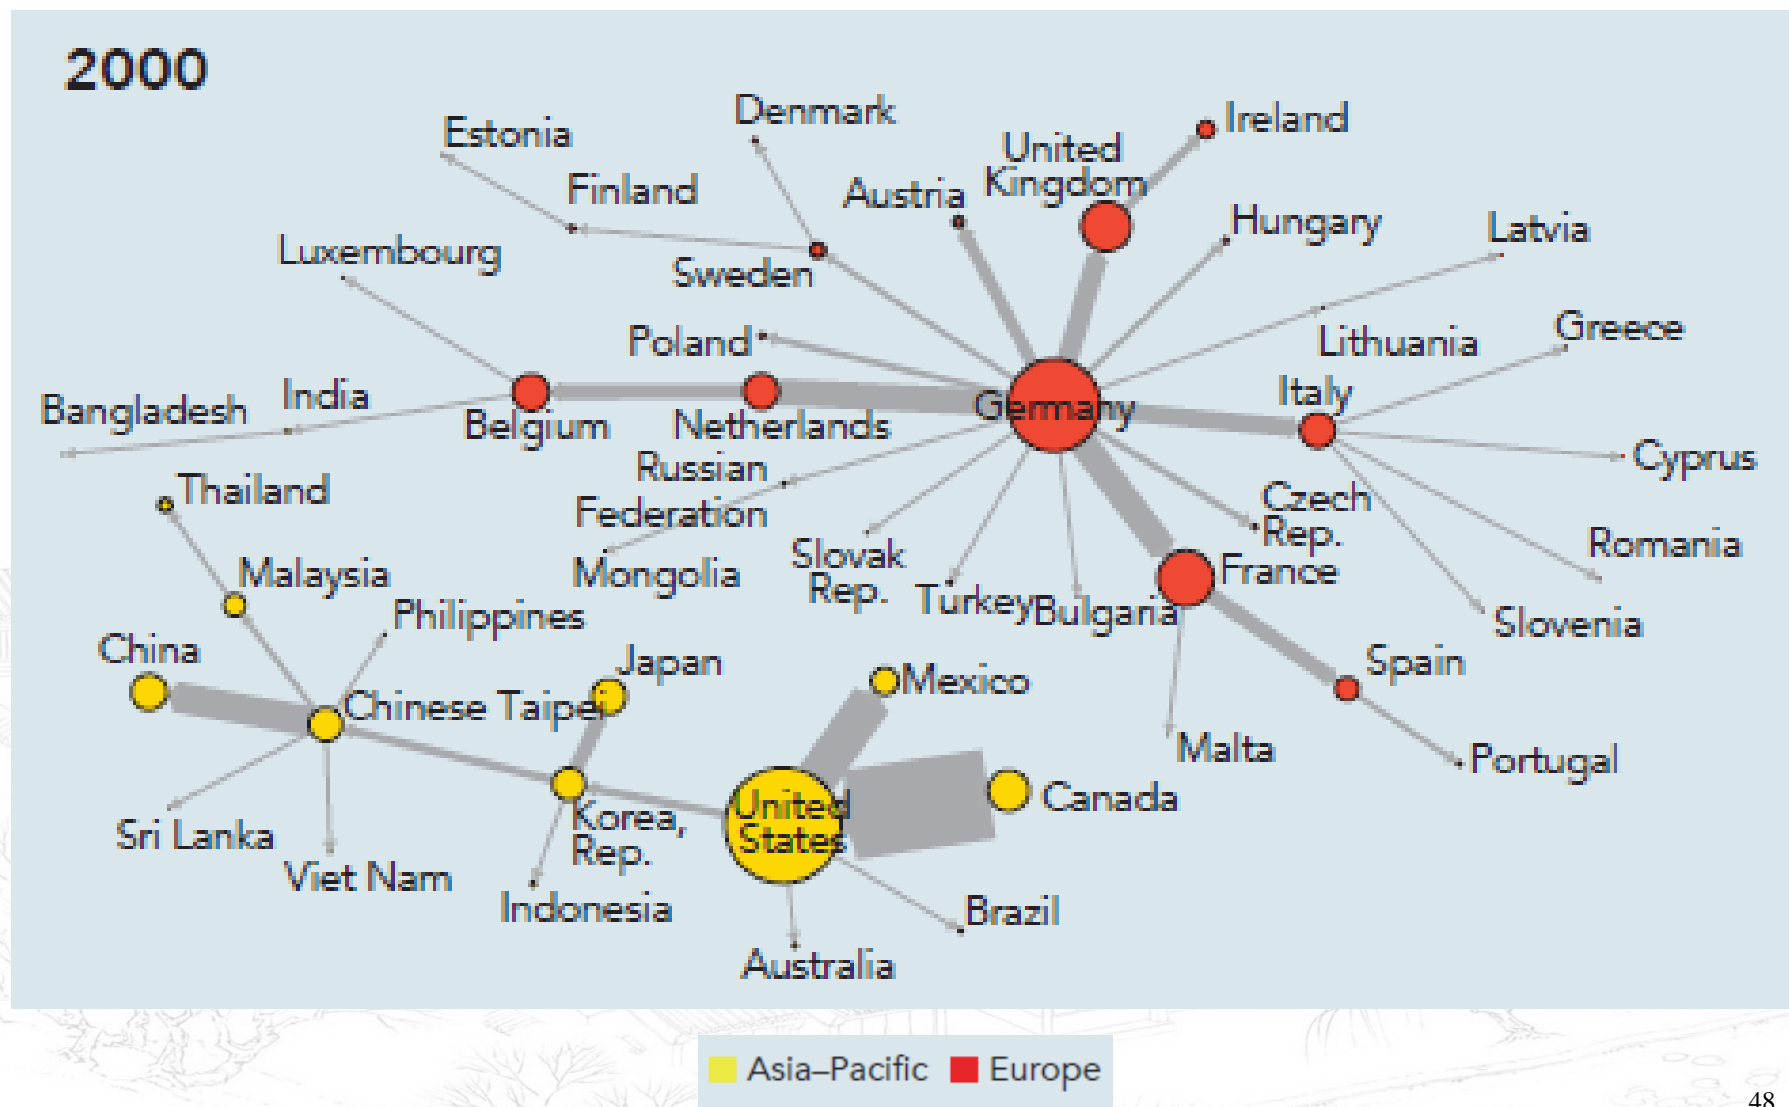 2000
Denmark
Ireland
Estonia
United
Kingdom
Finland
Austria
Hungary
Latvia
Luxembourg
Sweden
Poland
Lithuania
Greece
Italy
Bangladesh
India
Belgium
Netherlands
Germany
Cyprus
Russian
Federation
Thailand
Czech
Rep.
Slovak
Rep.
Mongolia
Turkey
Bulgaria
France
Romania
Slovenia
Malaysia
Philippines
China
Japan
Mexico
Spain
Chinese Taipei
Malta
Portugal
United
States
Canada
Korea,
Rep.
Sri Lanka
Viet Nam
Indonesia
Brazil
Australia
Asia–Pacific
Europe
48